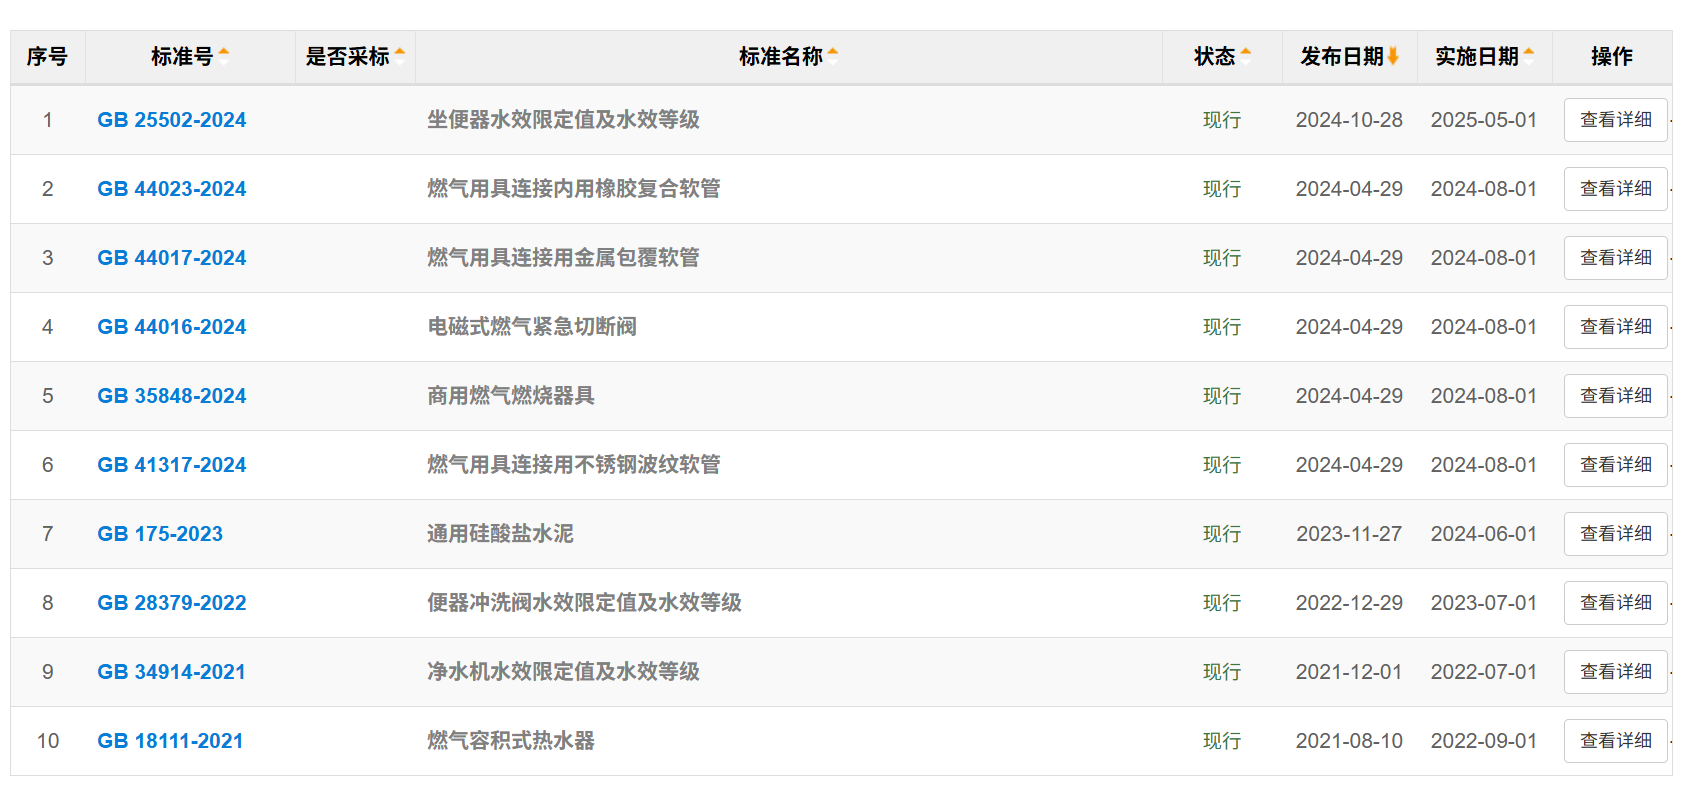 序号 标准号 是否采标 标准名称 状态 发布日期 实施日期 操作
1 GB 25502-2024 坐便器水效限定值及水效等级 现行 2024-10-28 2025-05-01 查看详细
2 GB 44023-2024 燃气用具连接内用橡胶复合软管 现行 2024-04-29 2024-08-01 查看详细
3 GB 44017-2024 燃气用具连接用金属包覆软管 现行 2024-04-29 2024-08-01 查看详细
4 GB 44016-2024 电磁式燃气紧急切断阀 现行 2024-04-29 2024-08-01 查看详细
5 GB 35848-2024 商用燃气燃烧器具 现行 2024-04-29 2024-08-01 查看详细
6 GB 41317-2024 燃气用具连接用不锈钢波纹软管 现行 2024-04-29 2024-08-01 查看详细
7 GB 175-2023 通用硅酸盐水泥 现行 2023-11-27 2024-06-01 查看详细
8 GB 28379-2022 便器冲洗阀水效限定值及水效等级 现行 2022-12-29 2023-07-01 查看详细
9 GB 34914-2021 净水机水效限定值及水效等级 现行 2021-12-01 2022-07-01 查看详细
10 GB 18111-2021 燃气容积式热水器 现行 2021-08-10 2022-09-01 查看详细